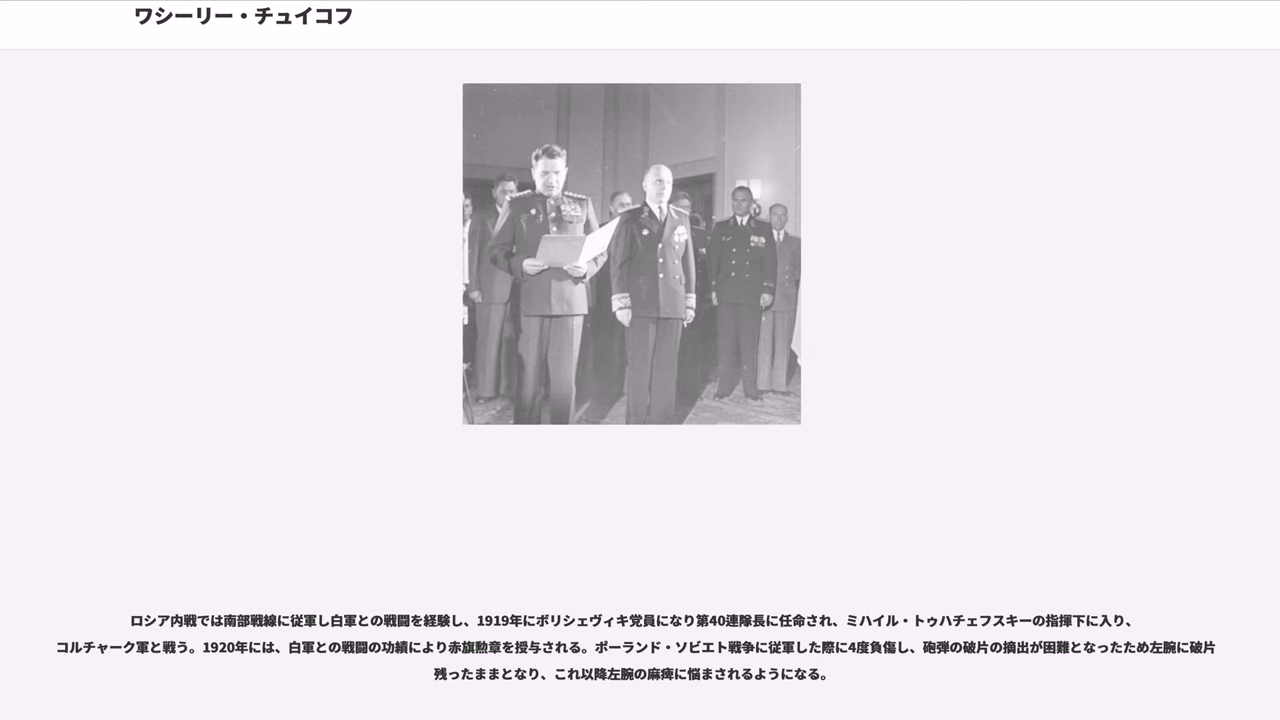 ワシーリー・チュイコフ
ロシア内戦では南部戦線に従軍し白軍との戦闘を経験し、1919年にボリシェヴィキ党員になり第40連隊長に任命され、ミハイル・トゥハチェフスキーの指揮下に入り、
コルチャーク軍と戦う。1920年には、白軍との戦闘の功績により赤旗勲章を授与される。ポーランド・ソビエト戦争に従軍した際に4度負傷し、砲弾の破片の摘出が困難となったため左腕に破片
残ったままとなり、これ以降左腕の麻痺に悩まされるようになる。